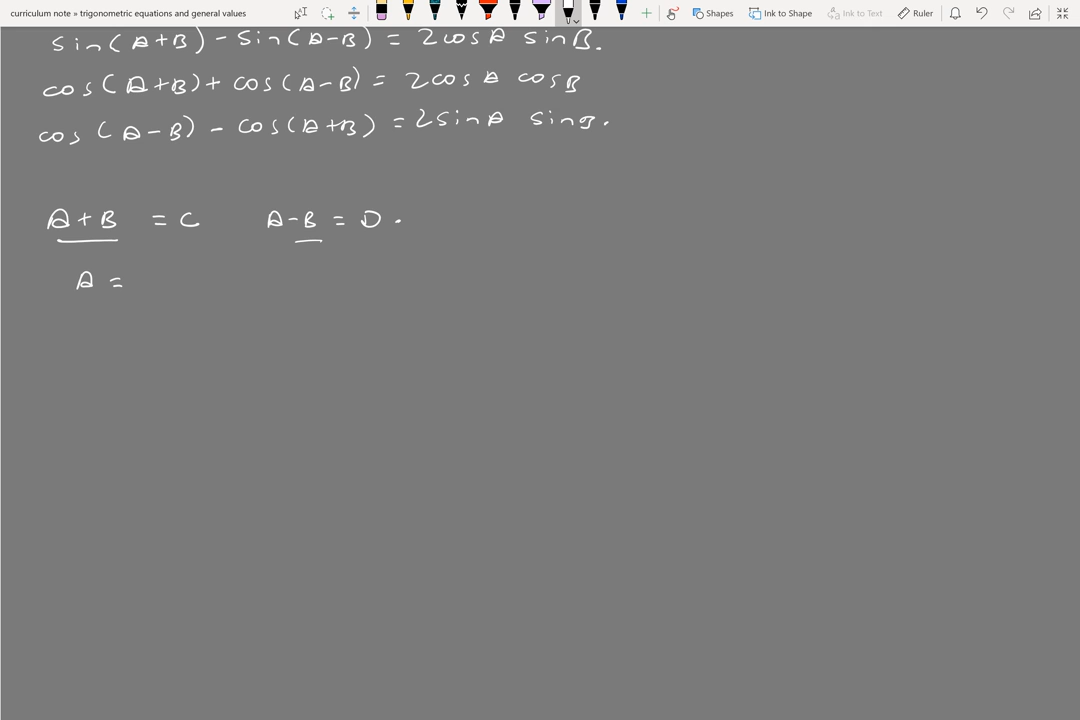 curriculum note » trigonometric equations and general values
Shapes Ink to Shape Ink to Text Ruler
sin(A+B) - sin(A-B) = 2cosA sinB.
cos(A+B) + cos(A-B) = 2cosA cosB
cos(A-B) - cos(A+B) = 2sinA sinB.
A+B = C A-B = D.
A =